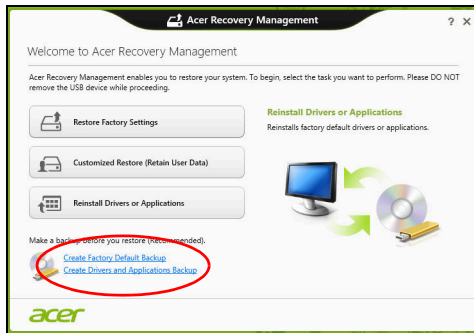 Acer Recovery Management
? X
Welcome to Acer Recovery Management
Acer Recovery Management enables you to restore your system. To begin, select the task you want to perform. Please DO NOT
remove the USB device while proceeding.
Restore Factory Settings
Customized Restore (Retain User Data)
Reinstall Drivers or Applications
Reinstall Drivers or Applications
Reinstalls factory default drivers or applications.
Make a backup before you restore (Recommended).
Create Factory Default Backup
Create Drivers and Applications Backup
acer